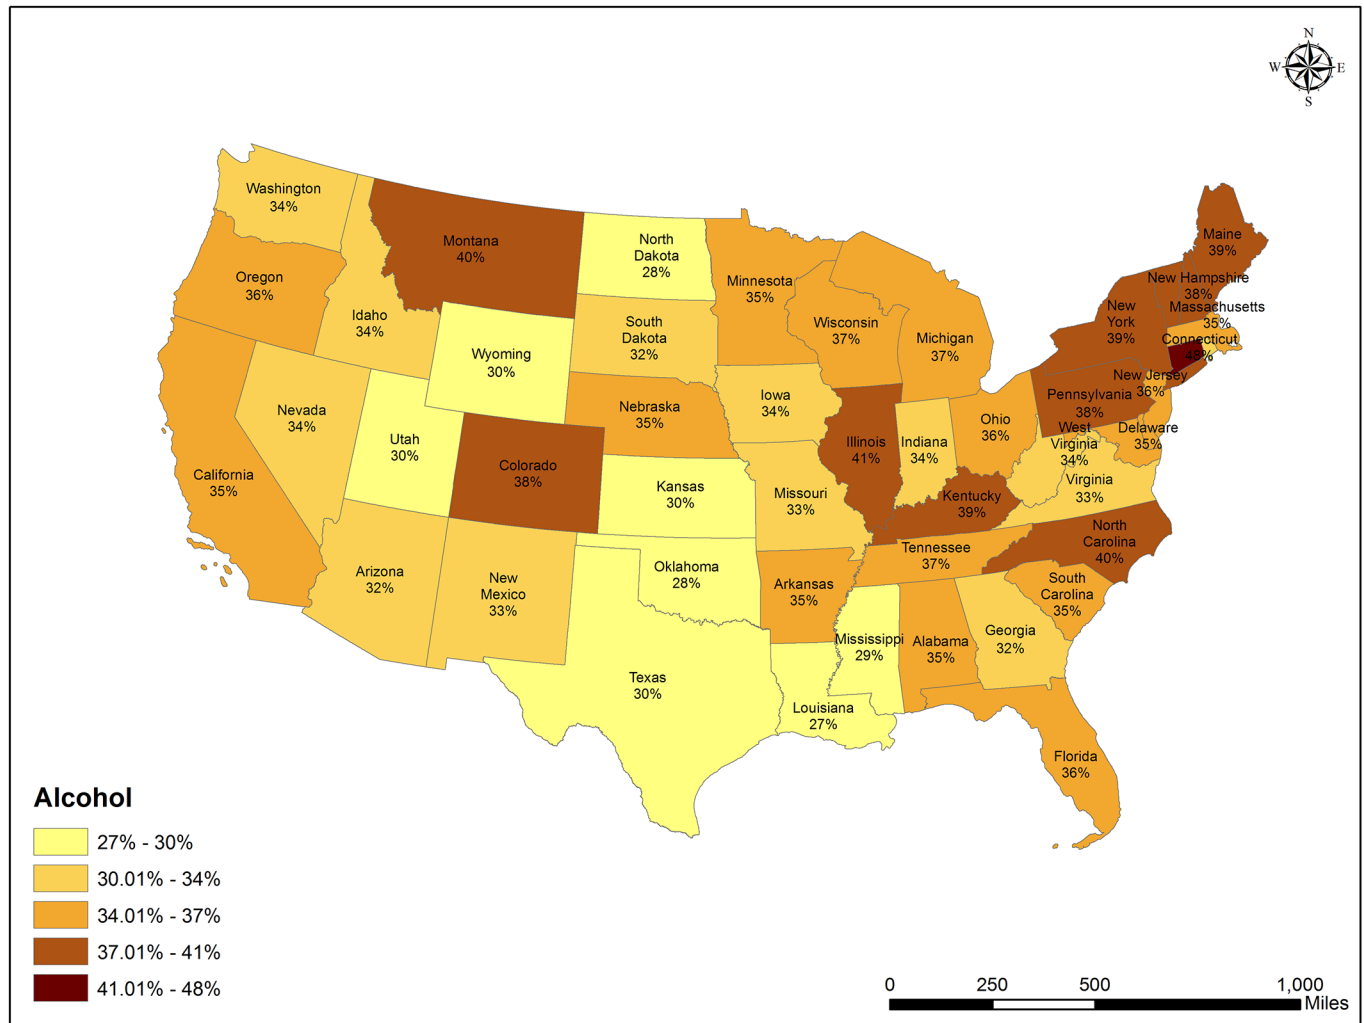 N
W E
S
Washington
34%
Montana
40%
North
Dakota
28%
Minnesota
35%
Maine
39%
Oregon
36%
Idaho
34%
South
Dakota
32%
Wisconsin
37%
Michigan
37%
New Hampshire
38%
Massachusetts
35%
New
York
39%
Connecticut
48%
Wyoming
30%
New Jersey
36%
Pennsylvania
38%
Nevada
34%
Utah
30%
Nebraska
35%
Iowa
34%
Ohio
36%
Delaware
35%
West
Virginia
34%
Illinois
41%
Indiana
34%
Colorado
38%
California
35%
Kansas
30%
Missouri
33%
Kentucky
39%
Virginia
33%
North
Carolina
40%
Arizona
32%
New
Mexico
33%
Oklahoma
28%
Arkansas
35%
Tennessee
37%
South
Carolina
35%
Texas
30%
Mississippi
29%
Alabama
35%
Georgia
32%
Louisiana
27%
Florida
36%
Alcohol
27% - 30%
30.01% - 34%
34.01% - 37%
37.01% - 41%
41.01% - 48%
0 250 500 1,000
Miles